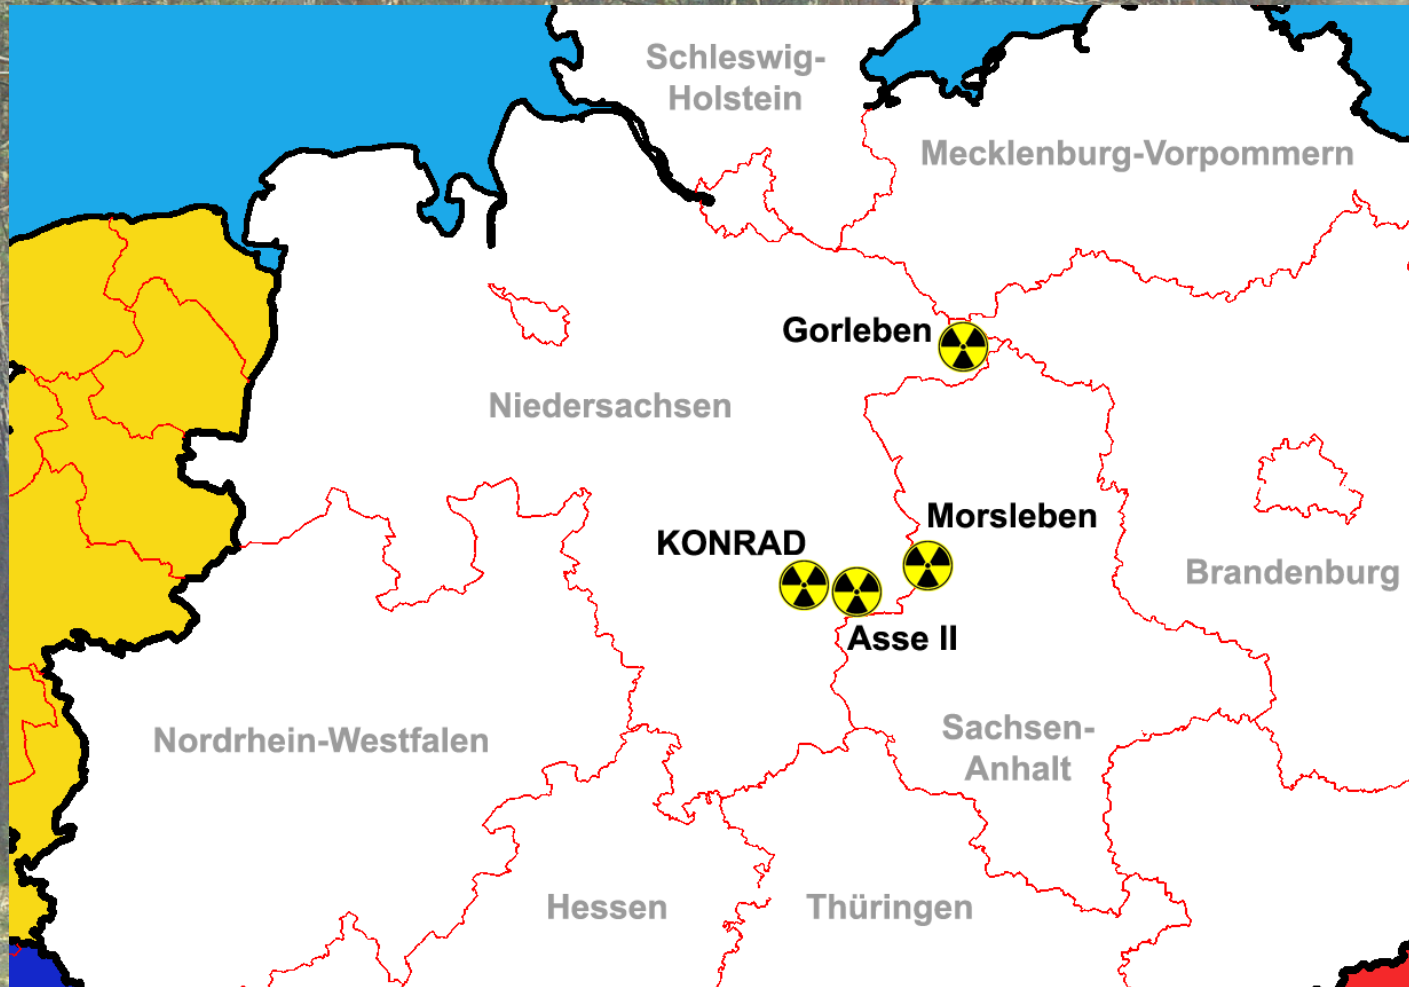 Schleswig-
Holstein
Mecklenburg-Vorpommern
Gorleben
Niedersachsen
Morsleben
KONRAD
Brandenburg
Asse II
Nordrhein-Westfalen
Sachsen-
Anhalt
Hessen
Thüringen